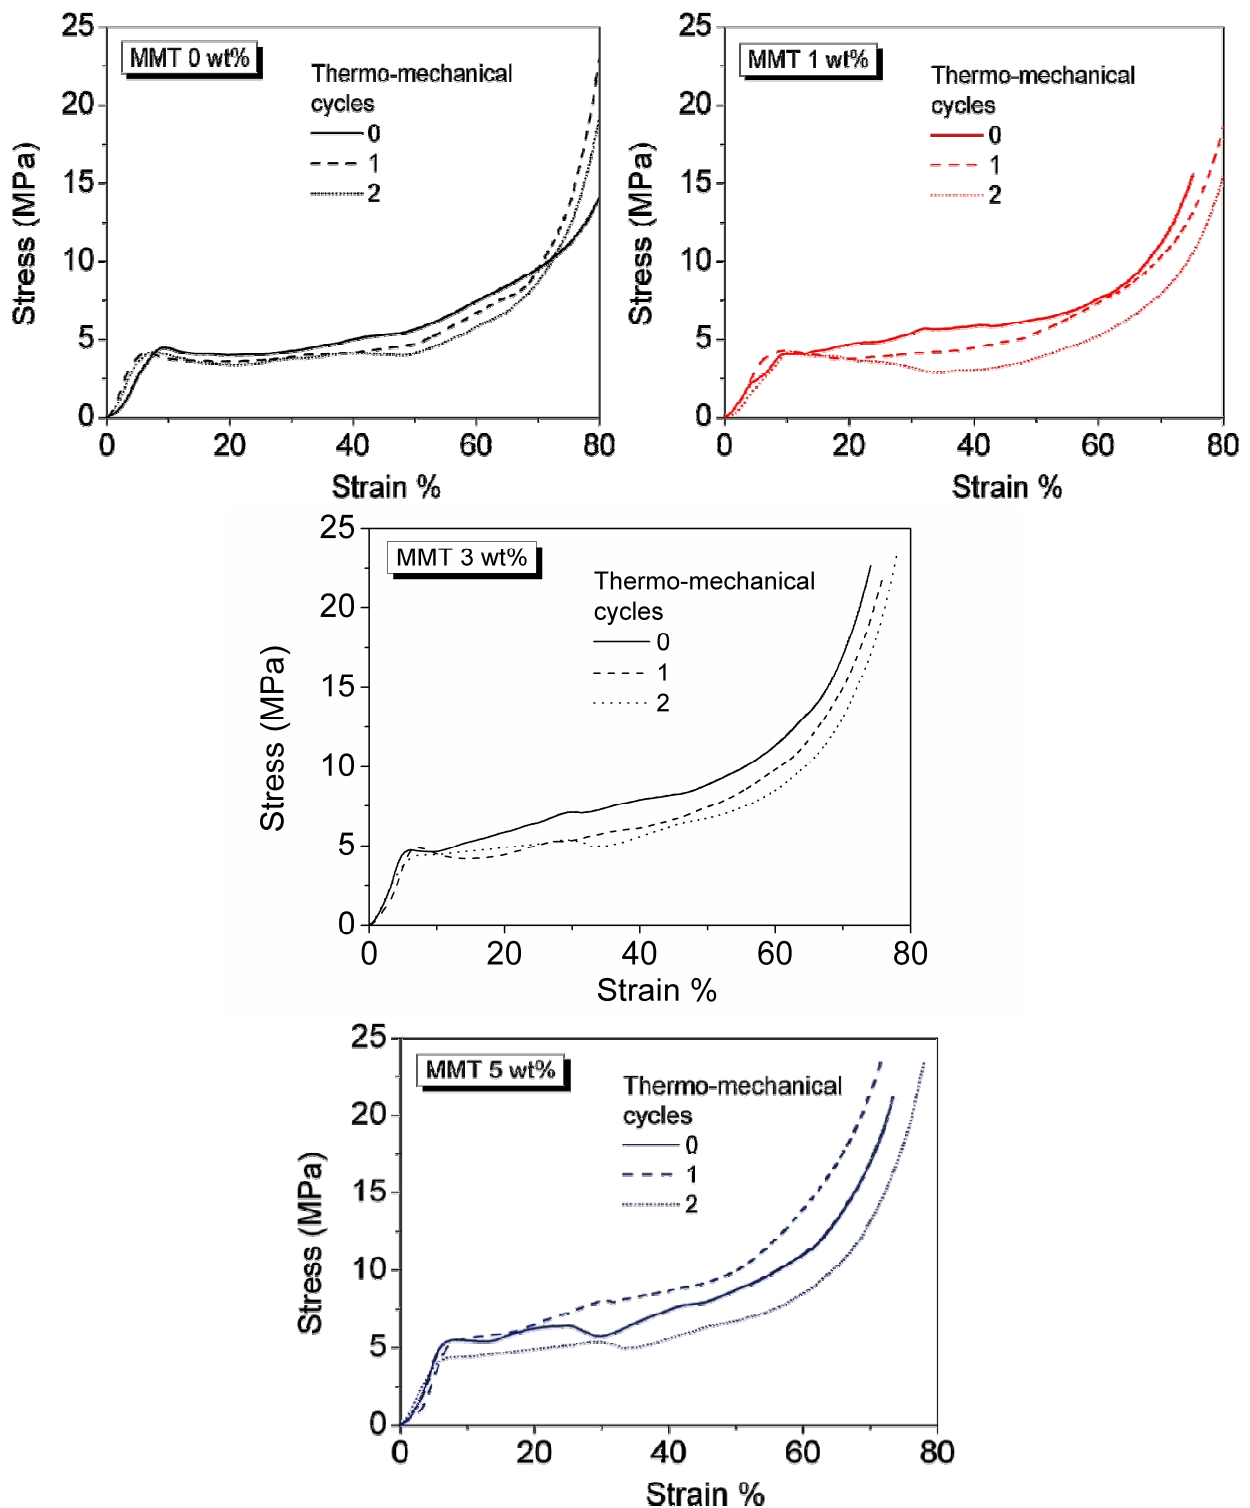 MMT 0 wt%
Thermo-mechanical
cycles
0
1
2
25
20
15
10
5
0
Stress (MPa)
0 20 40 60 80
Strain %
MMT 1 wt%
Thermo-mechanical
cycles
0
1
2
25
20
15
10
5
0
Stress (MPa)
0 20 40 60 80
Strain %
MMT 3 wt%
Thermo-mechanical
cycles
0
1
2
25
20
15
10
5
0
Stress (MPa)
0 20 40 60 80
Strain %
MMT 5 wt%
Thermo-mechanical
cycles
0
1
2
25
20
15
10
5
0
Stress (MPa)
0 20 40 60 80
Strain %